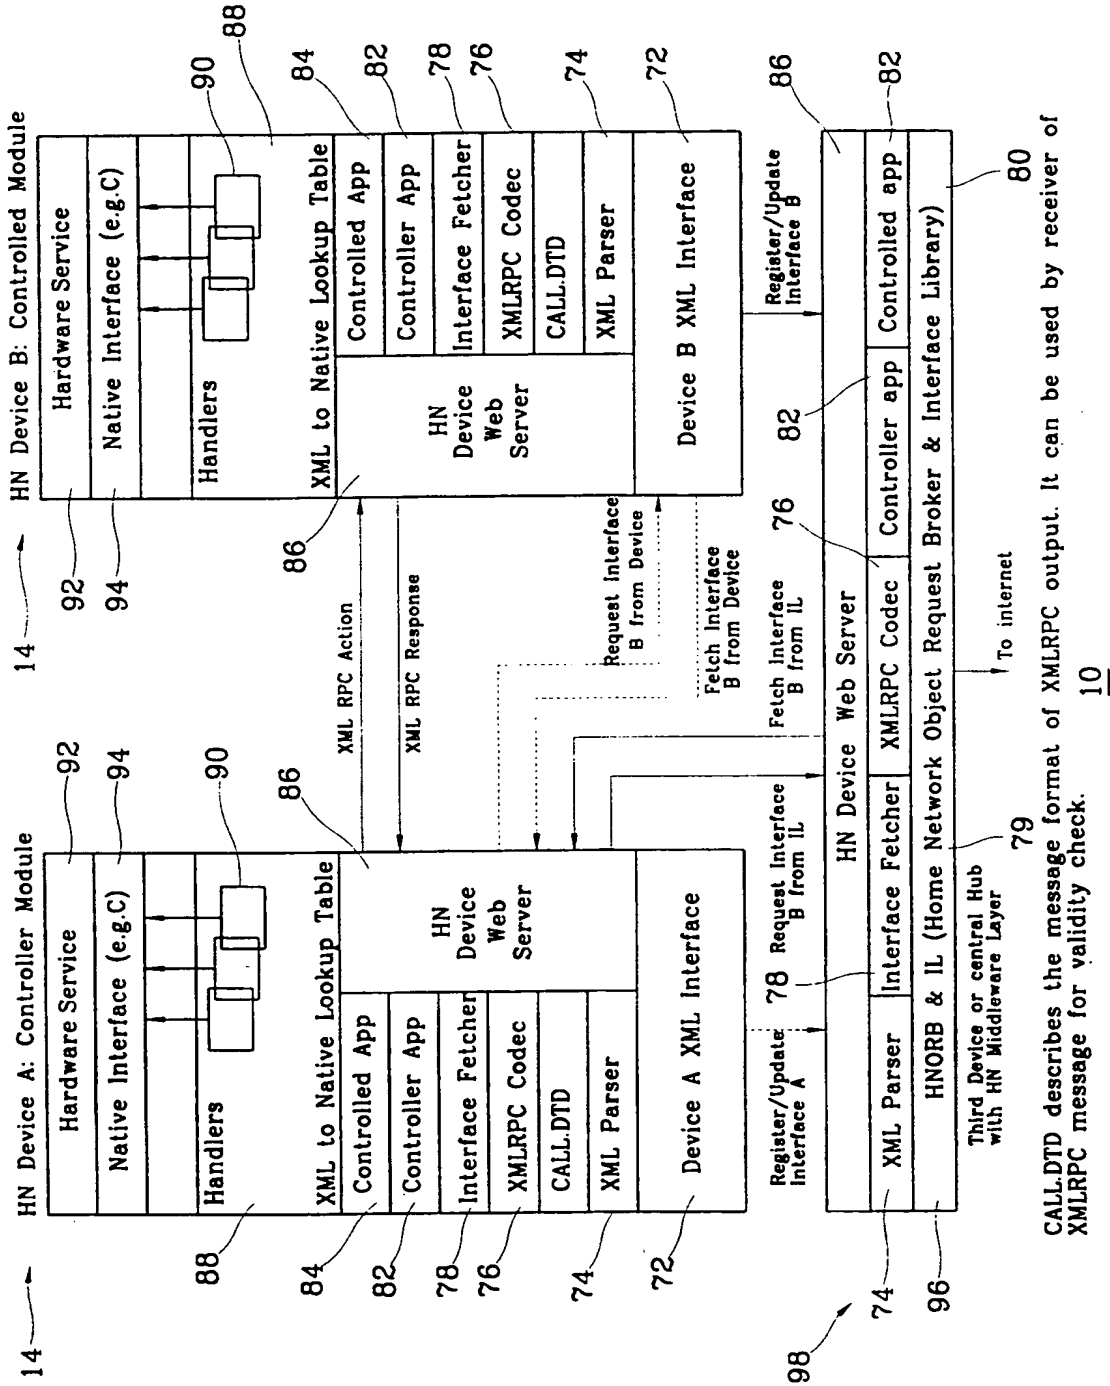 14
HN Device A: Controller Module
Hardware Service
92
Native Interface (e.g.C)
94
Handlers
90
88
XML to Native Lookup Table
Controlled App
84
Controller App
82
Interface Fetcher
78
XMLRPC Codec
76
CALL.DTD
XML Parser
74
HN
Device
Web
Server
86
Device A XML Interface
72
14
HN Device B: Controlled Module
Hardware Service
92
Native Interface (e.g.C)
94
Handlers
90
88
XML to Native Lookup Table
HN
Device
Web
Server
86
Controlled App
84
Controller App
82
Interface Fetcher
78
XMLRPC Codec
76
CALL.DTD
XML Parser
74
Device B XML Interface
72
XML RPC Action
XML RPC Response
Request Interface
B from Device
Fetch Interface
B from Device
Fetch Interface
B from IL
Request Interface
B from IL
Register/Update
Interface A
Register/Update
Interface B
98
HN Device Web Server
86
XML Parser
74
Interface Fetcher
78
XMLRPC Codec
76
Controller app
82
Controlled app
82
HNORB & IL (Home Network Object Request Broker & Interface Library)
96
79
80
Third Device or central Hub
with HN Middleware Layer
To internet
CALL.DTD describes the message format of XMLRPC output. It can be used by receiver of
XMLRPC message for validity check.
10